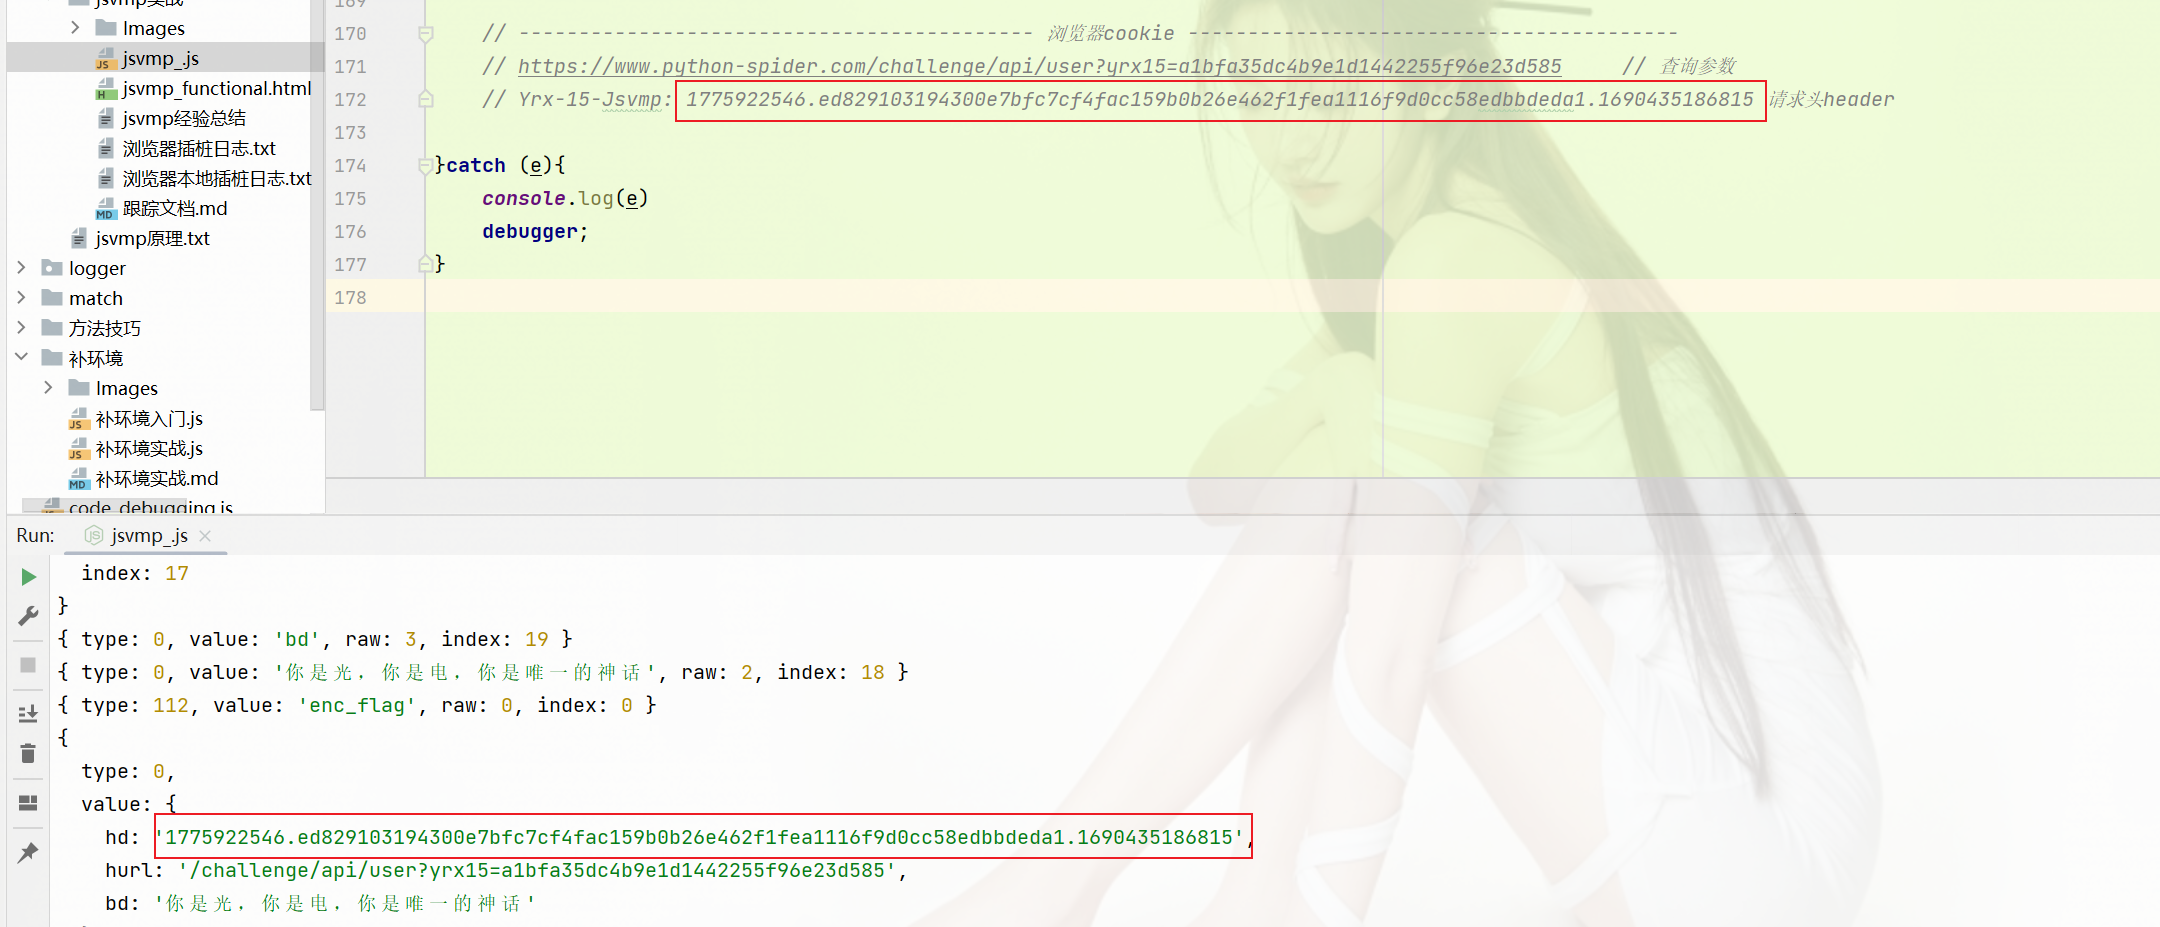 jsvmp实战
Images
jsvmp_.js
jsvmp_functional.html
jsvmp经验总结
浏览器插桩日志.txt
浏览器本地插桩日志.txt
跟踪文档.md
jsvmp原理.txt
logger
match
方法技巧
补环境
Images
补环境入门.js
补环境实战.js
补环境实战.md
code_debugging.js
169
170 // ------------------------------------------- 浏览器cookie -----------------------------------------
171 // https://www.python-spider.com/challenge/api/user?yrx15=a1bfa35dc4b9e1d1442255f96e23d585 // 查询参数
172 // Yrx-15-Jsvmp: 1775922546.ed829103194300e7bfc7cf4fac159b0b26e462f1fea1116f9d0cc58edbbdeda1.1690435186815 请求头header
173
174 }catch (e){
175 console.log(e)
176 debugger;
177 }
178
Run: jsvmp_.js
index: 17
}
{ type: 0, value: 'bd', raw: 3, index: 19 }
{ type: 0, value: '你是光，你是电，你是唯一的神话', raw: 2, index: 18 }
{ type: 112, value: 'enc_flag', raw: 0, index: 0 }
{
type: 0,
value: {
hd: '1775922546.ed829103194300e7bfc7cf4fac159b0b26e462f1fea1116f9d0cc58edbbdeda1.1690435186815',
hurl: '/challenge/api/user?yrx15=a1bfa35dc4b9e1d1442255f96e23d585',
bd: '你是光，你是电，你是唯一的神话'